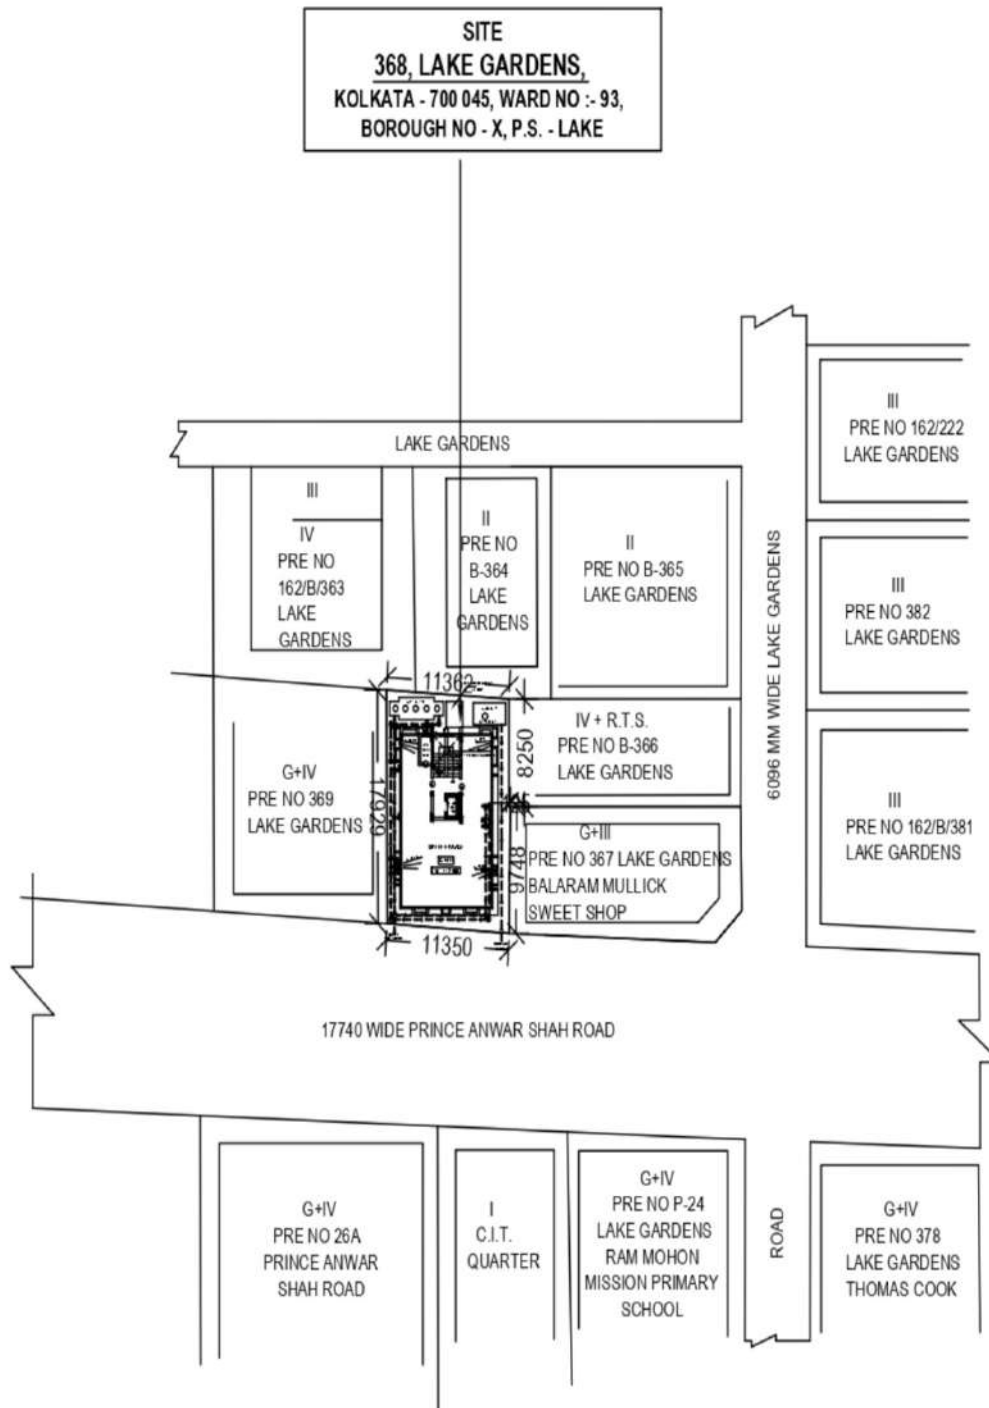 SITE
368, LAKE GARDENS,
KOLKATA - 700 045, WARD NO :- 93,
BOROUGH NO - X, P.S. - LAKE
LAKE GARDENS
III
IV
PRE NO
162/B/363
LAKE
GARDENS
II
PRE NO
B-364
LAKE
GARDENS
II
PRE NO B-365
LAKE GARDENS
6096 MM WIDE LAKE GARDENS
III
PRE NO 162/222
LAKE GARDENS
III
PRE NO 382
LAKE GARDENS
III
PRE NO 162/B/381
LAKE GARDENS
11362
IV + R.T.S.
PRE NO B-366
LAKE GARDENS
8250
G+IV
PRE NO 369
LAKE GARDENS
17929
G+III
PRE NO 367 LAKE GARDENS
BALARAM MULLICK
SWEET SHOP
9748
11350
17740 WIDE PRINCE ANWAR SHAH ROAD
G+IV
PRE NO 26A
PRINCE ANWAR
SHAH ROAD
I
C.I.T.
QUARTER
G+IV
PRE NO P-24
LAKE GARDENS
RAM MOHON
MISSION PRIMARY
SCHOOL
ROAD
G+IV
PRE NO 378
LAKE GARDENS
THOMAS COOK